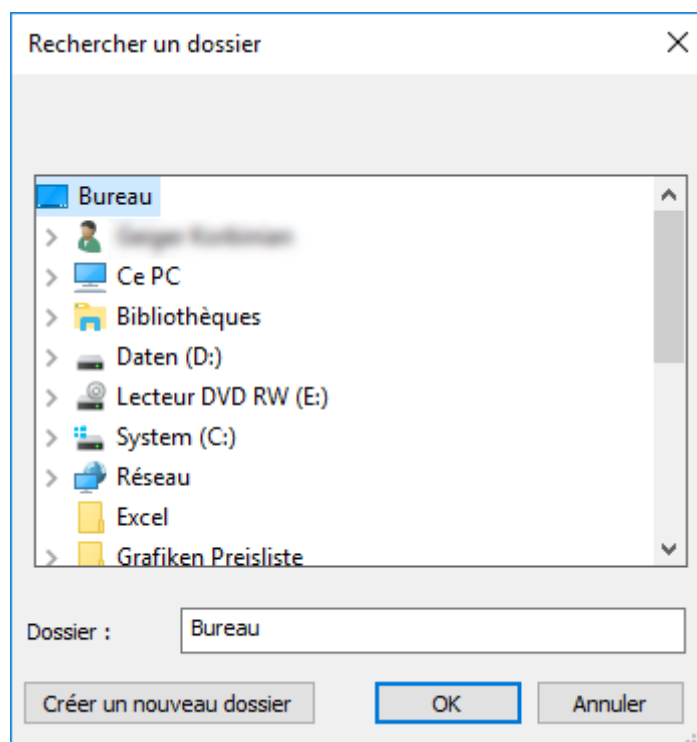 Rechercher un dossier
Bureau
Ce PC
Bibliothèques
Daten (D:)
Lecteur DVD RW (E:)
System (C:)
Réseau
Excel
Grafiken Preisliste
Dossier :
Bureau
Créer un nouveau dossier
OK
Annuler